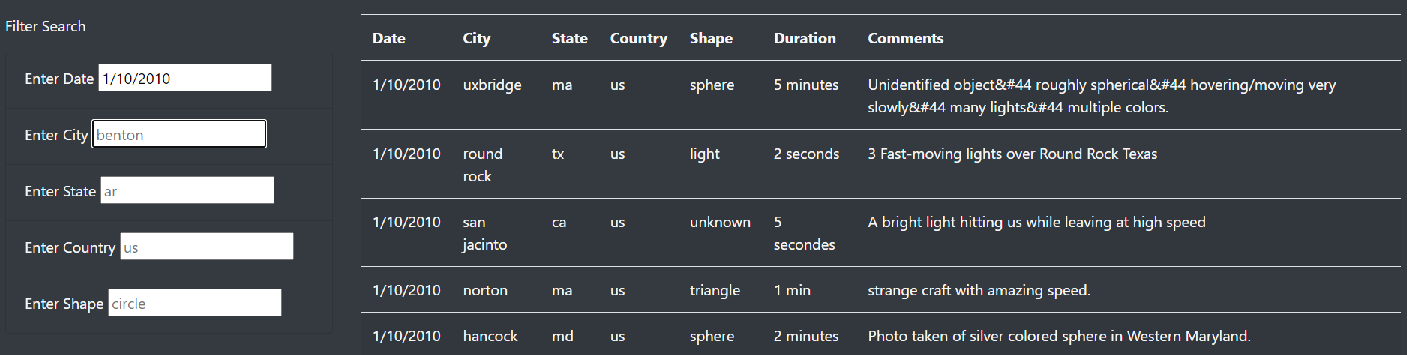 Filter Search
Enter Date 1/10/2010
Enter City benton
Enter State ar
Enter Country us
Enter Shape circle
Date City State Country Shape Duration Comments
1/10/2010 uxbridge ma us sphere 5 minutes Unidentified object&#44 roughly spherical&#44 hovering/moving very
slowly&#44 many lights&#44 multiple colors.
1/10/2010 round tx us light 2 seconds 3 Fast-moving lights over Round Rock Texas
rock
1/10/2010 san ca us unknown 5 A bright light hitting us while leaving at high speed
jacinto secondes
1/10/2010 norton ma us triangle 1 min strange craft with amazing speed.
1/10/2010 hancock md us sphere 2 minutes Photo taken of silver colored sphere in Western Maryland.